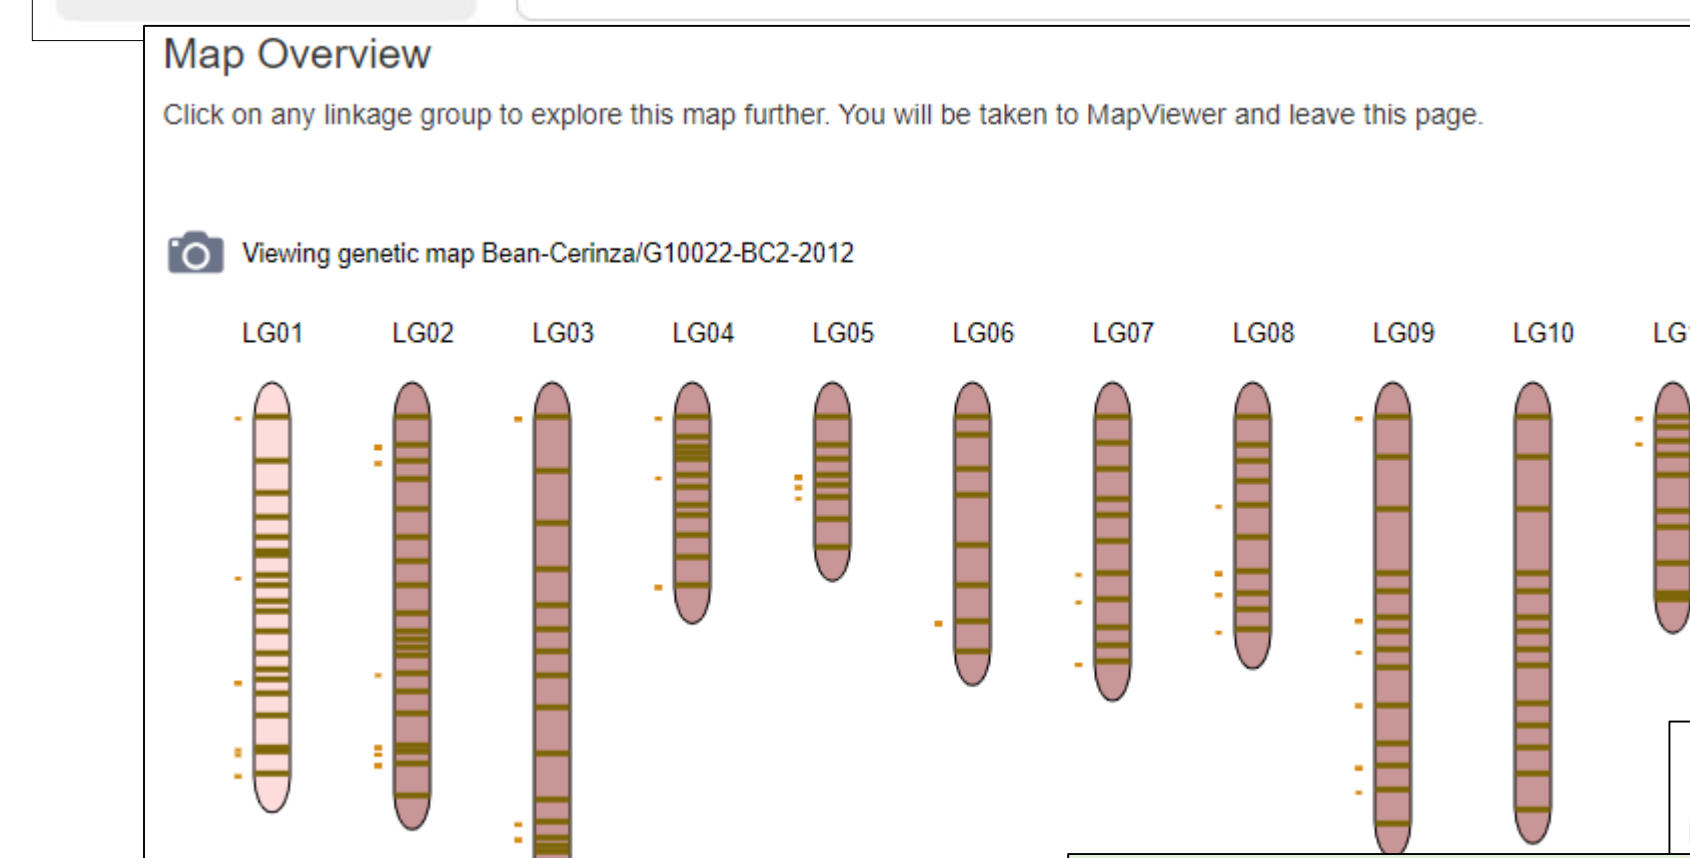 Map Overview
Click on any linkage group to explore this map further. You will be taken to MapViewer and leave this page.
Viewing genetic map Bean-Cerinza/G10022-BC2-2012
LG01 LG02 LG03 LG04 LG05 LG06 LG07 LG08 LG09 LG10